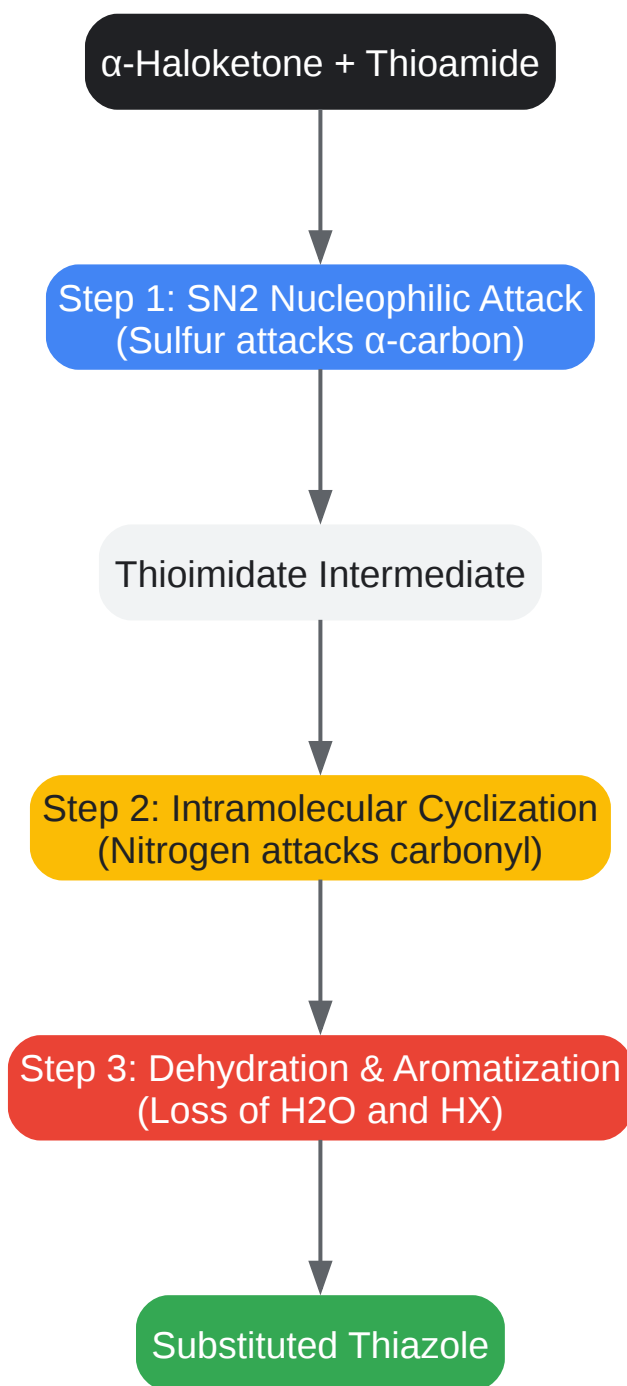 α-Haloketone + Thioamide
Step 1: SN2 Nucleophilic Attack
(Sulfur attacks α-carbon)
Thioimidate Intermediate
Step 2: Intramolecular Cyclization
(Nitrogen attacks carbonyl)
Step 3: Dehydration & Aromatization
(Loss of H2O and HX)
Substituted Thiazole